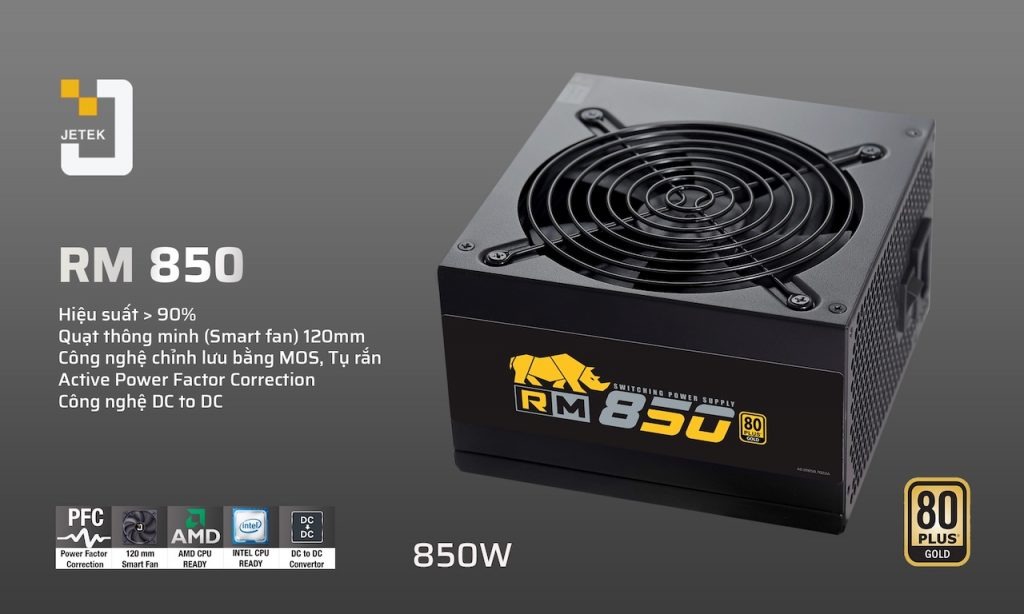 JETEK
RM 850
Hiệu suất > 90%
Quạt thông minh (Smart fan) 120mm
Công nghệ chỉnh lưu bằng MOS, Tụ rắn
Active Power Factor Correction
Công nghệ DC to DC
SWITCHING POWER SUPPLY
RM 850
80
PLUS
GOLD
PFC
Power Factor
Correction
120 mm
Smart Fan
AMD
AMD CPU
READY
intel
INTEL CPU
READY
DC
DC
DC to DC
Convertor
850W
80
PLUS
GOLD